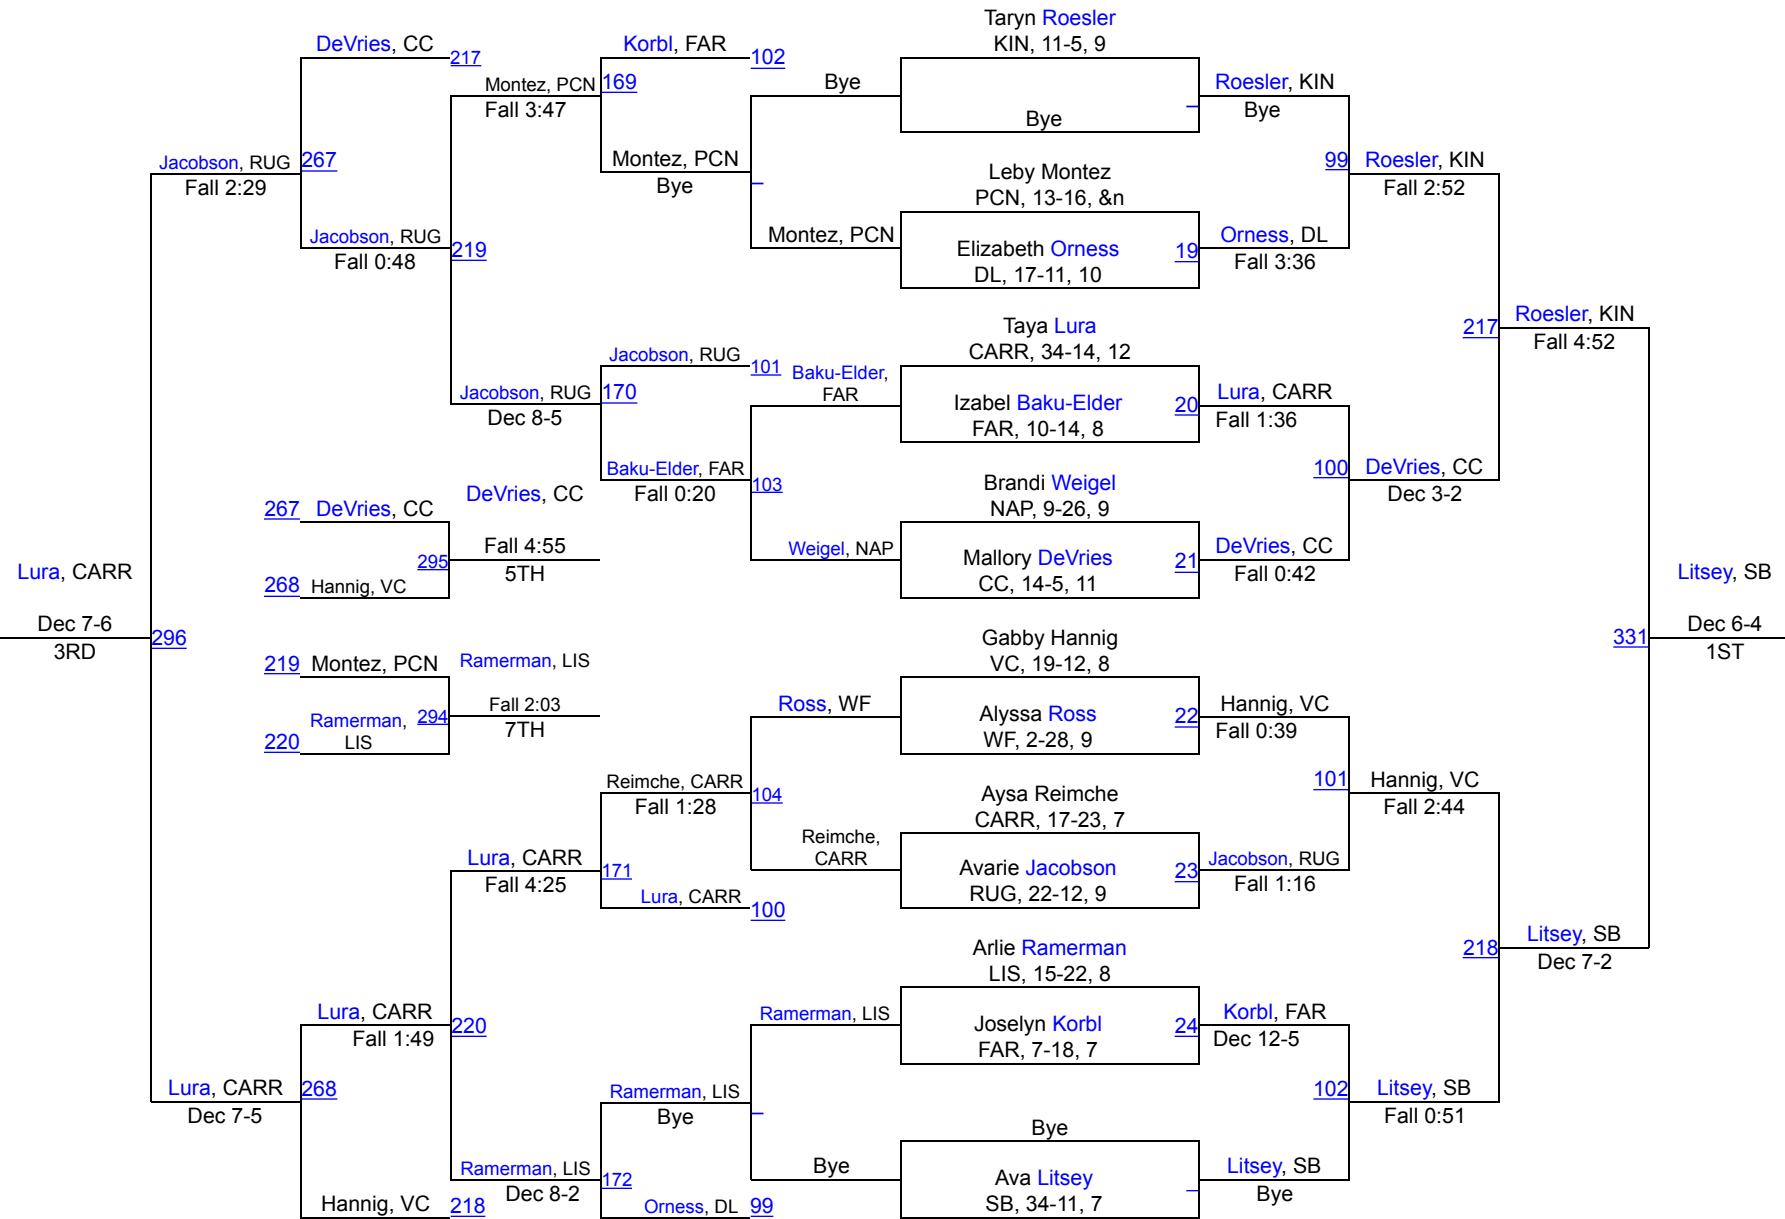 Taryn Roesler
KIN, 11-5, 9
DeVries, CC
217
Korbl, FAR
102
Montez, PCN
169
Fall 3:47
Bye
Roesler, KIN
Bye
Bye
Montez, PCN
Bye
Jacobson, RUG
267
Fall 2:29
Leby Montez
PCN, 13-16, &n
99
Roesler, KIN
Fall 2:52
Jacobson, RUG
219
Fall 0:48
Montez, PCN
Elizabeth Orness
DL, 17-11, 10
19
Orness, DL
Fall 3:36
Taya Lura
CARR, 34-14, 12
217
Roesler, KIN
Fall 4:52
Jacobson, RUG
101
Baku-Elder,
FAR
Jacobson, RUG
170
Dec 8-5
Izabel Baku-Elder
FAR, 10-14, 8
20
Lura, CARR
Fall 1:36
Baku-Elder, FAR
103
Fall 0:20
Brandi Weigel
NAP, 9-26, 9
100
DeVries, CC
Dec 3-2
267
DeVries, CC
DeVries, CC
295
Fall 4:55
5TH
268
Hannig, VC
Weigel, NAP
Mallory DeVries
CC, 14-5, 11
21
DeVries, CC
Fall 0:42
Lura, CARR
Dec 7-6
3RD
296
Litsey, SB
331
Dec 6-4
1ST
219
Montez, PCN
Ramerman, LIS
294
Fall 2:03
7TH
220
Ramerman,
LIS
Gabby Hannig
VC, 19-12, 8
Ross, WF
Alyssa Ross
WF, 2-28, 9
22
Hannig, VC
Fall 0:39
Reimche, CARR
104
Fall 1:28
Aysa Reimche
CARR, 17-23, 7
101
Hannig, VC
Fall 2:44
Reimche,
CARR
Lura, CARR
171
Fall 4:25
Avarie Jacobson
RUG, 22-12, 9
23
Jacobson, RUG
Fall 1:16
Lura, CARR
100
Arlie Ramerman
LIS, 15-22, 8
218
Litsey, SB
Dec 7-2
Lura, CARR
220
Fall 1:49
Ramerman, LIS
Joselyn Korbl
FAR, 7-18, 7
24
Korbl, FAR
Dec 12-5
Lura, CARR
268
Dec 7-5
Ramerman, LIS
Bye
102
Litsey, SB
Fall 0:51
Bye
Ramerman, LIS
172
Dec 8-2
Bye
Ava Litsey
SB, 34-11, 7
Litsey, SB
Bye
Hannig, VC
218
Orness, DL
99